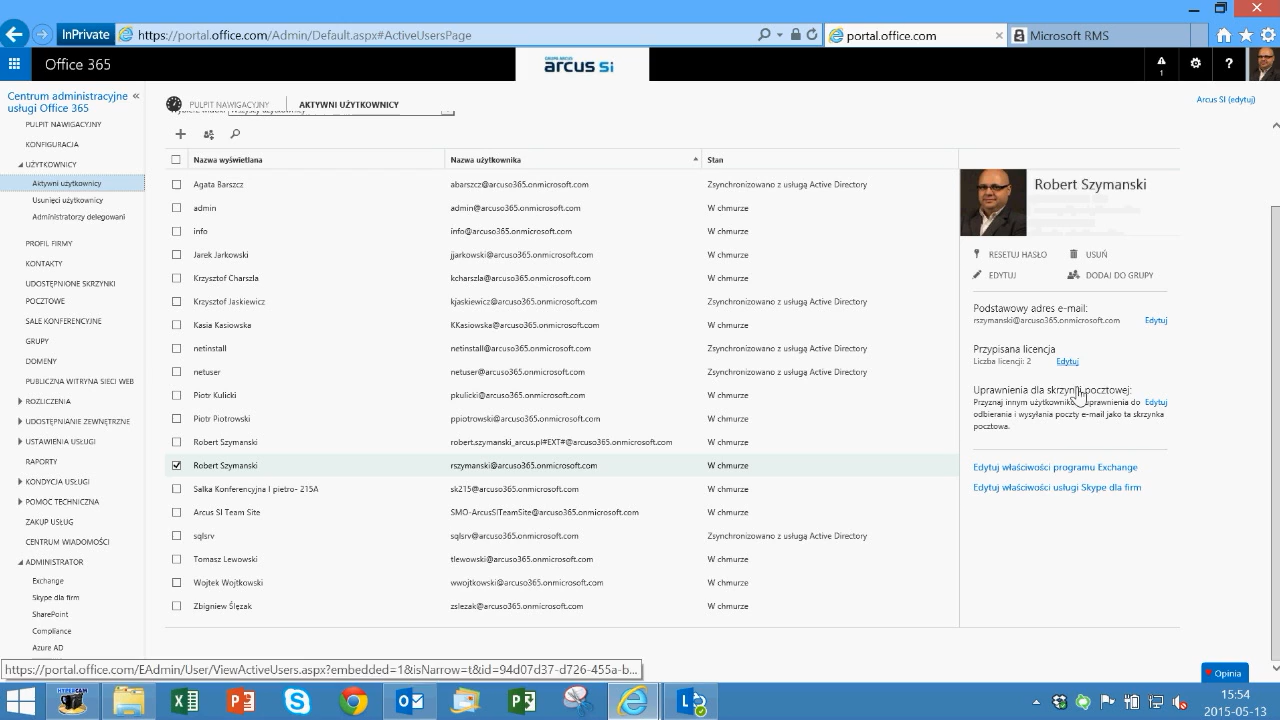 InPrivate
https://portal.office.com/Admin/Default.aspx#ActiveUsersPage
portal.office.com
Microsoft RMS
Office 365
GRUPA ARCUS
arcus si
1
?
Centrum administracyjne
usługi Office 365
PULPIT NAWIGACYJNY
AKTYWNI UŻYTKOWNICY
Arcus SI (edytuj)
PULPIT NAWIGACYJNY
KONFIGURACJA
UŻYTKOWNICY
Aktywni użytkownicy
Usunięci użytkownicy
Administratorzy delegowani
PROFIL FIRMY
KONTAKTY
UDOSTĘPNIONE SKRZYNKI
POCZTOWE
SALE KONFERENCYJNE
GRUPY
DOMENY
PUBLICZNA WITRYNA SIECI WEB
ROZLICZENIA
UDOSTĘPNIANIE ZEWNĘTRZNE
USTAWIENIA USŁUGI
RAPORTY
KONDYCJA USŁUGI
POMOC TECHNICZNA
ZAKUP USŁUG
CENTRUM WIADOMOŚCI
ADMINISTRATOR
Exchange
Skype dla firm
SharePoint
Compliance
Azure AD
Nazwa wyświetlana Nazwa użytkownika Stan
Agata Barszcz abarszcz@arcuso365.onmicrosoft.com Zsynchronizowano z usługą Active Directory
admin admin@arcuso365.onmicrosoft.com W chmurze
info info@arcuso365.onmicrosoft.com W chmurze
Jarek Jarkowski jjarkowski@arcuso365.onmicrosoft.com W chmurze
Krzysztof Charszla kcharszla@arcuso365.onmicrosoft.com W chmurze
Krzysztof Jaskiewicz kjaskiewicz@arcuso365.onmicrosoft.com Zsynchronizowano z usługą Active Directory
Kasia Kasiowska KKasiowska@arcuso365.onmicrosoft.com W chmurze
netinstall netinstall@arcuso365.onmicrosoft.com Zsynchronizowano z usługą Active Directory
netuser netuser@arcuso365.onmicrosoft.com Zsynchronizowano z usługą Active Directory
Piotr Kulicki pkulicki@arcuso365.onmicrosoft.com W chmurze
Piotr Piotrowski ppiotrowski@arcuso365.onmicrosoft.com W chmurze
Robert Szymanski robert.szymanski_arcus.pl#EXT#@arcuso365.onmicrosoft.com W chmurze
Robert Szymanski rszymanski@arcuso365.onmicrosoft.com W chmurze
Salka Konferencyjna I pietro- 215A sk215@arcuso365.onmicrosoft.com W chmurze
Arcus SI Team Site SMO-ArcusSITeamSite@arcuso365.onmicrosoft.com W chmurze
sqlsrv sqlsrv@arcuso365.onmicrosoft.com Zsynchronizowano z usługą Active Directory
Tomasz Lewowski tlewowski@arcuso365.onmicrosoft.com W chmurze
Wojtek Wojtkowski wwojtkowski@arcuso365.onmicrosoft.com W chmurze
Zbigniew Ślęzak zslezak@arcuso365.onmicrosoft.com W chmurze
Robert Szymanski
RESETUJ HASŁO USUŃ
EDYTUJ DODAJ DO GRUPY
Podstawowy adres e-mail:
rszymanski@arcuso365.onmicrosoft.com Edytuj
Przypisana licencja
Liczba licencji: 2 Edytuj
Uprawnienia dla skrzynki pocztowej:
Przyznaj innym uprawnienia do Edytuj
odbierania i wysyłania poczty e-mail jako ta skrzynka
pocztowa.
Edytuj właściwości programu Exchange
Edytuj właściwości usługi Skype dla firm
https://portal.office.com/EAdmin/User/ViewActiveUsers.aspx?embedded=1&isNarrow=t&id=94d07d37-d726-455a-b...
Opinia
HYPERCAM
15:54
2015-05-13